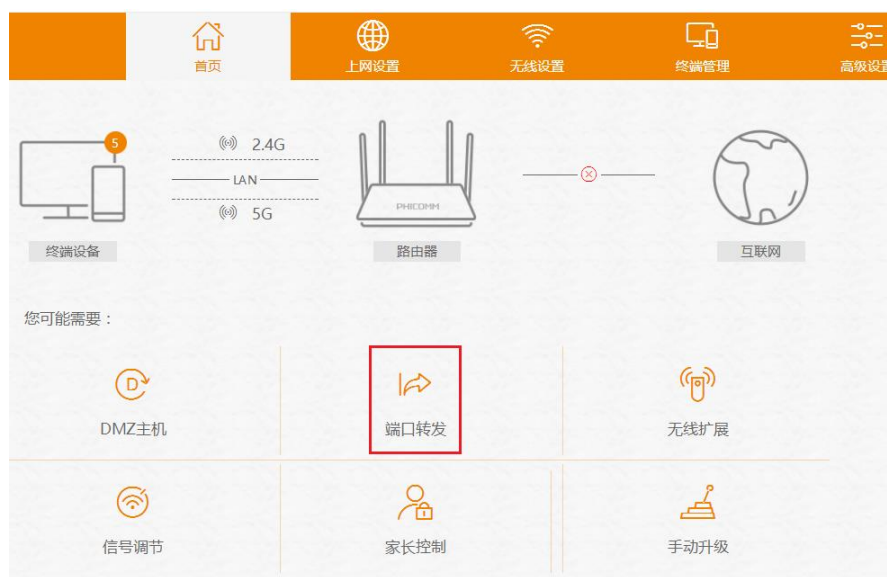 首页
上网设置
无线设置
终端管理
高级设置
5
2.4G
LAN
5G
PHICOMM
终端设备
路由器
互联网
您可能需要：
D
DMZ主机
端口转发
无线扩展
信号调节
家长控制
手动升级